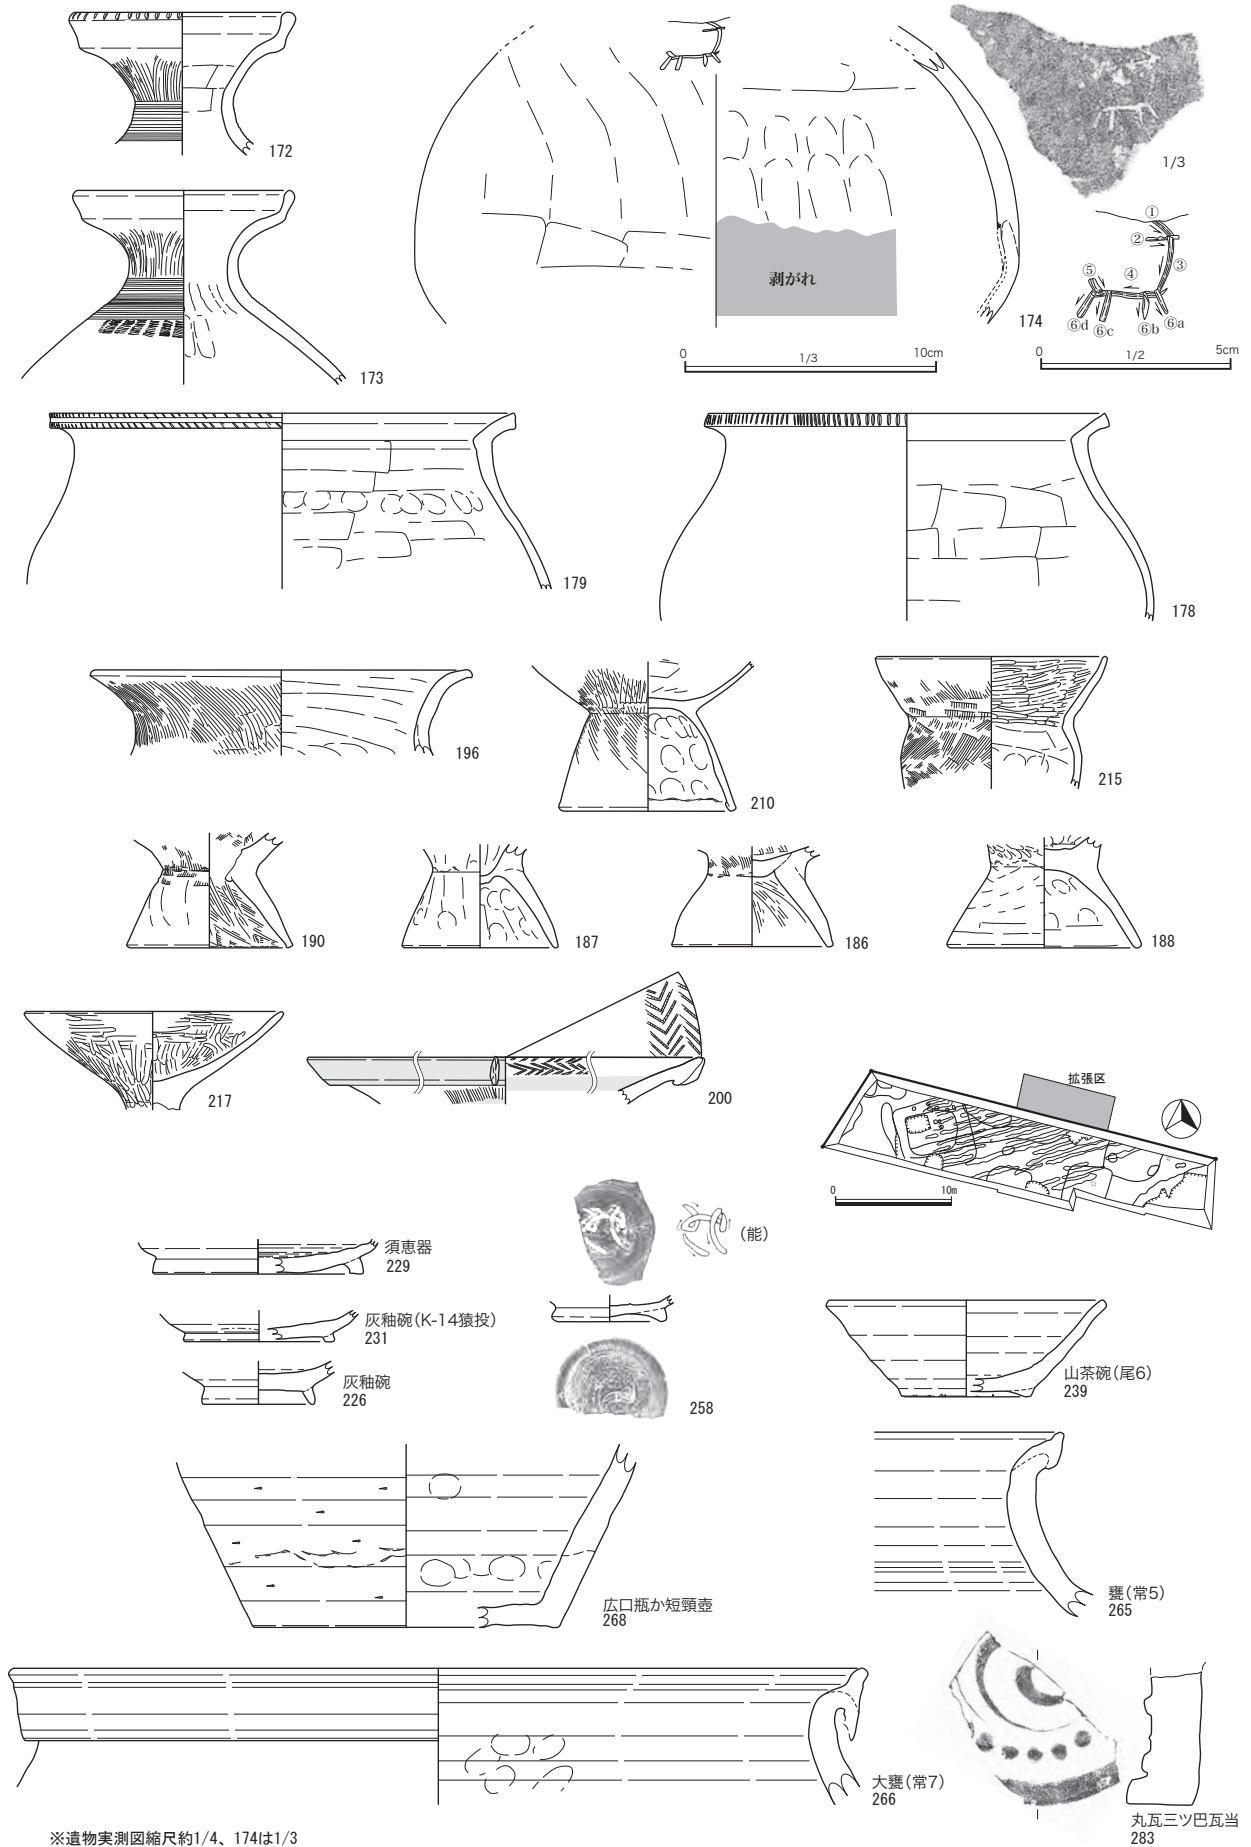 172
173
剥がれ
174
0
1/3
10cm
1/3
①
②
③
④
⑤
⑥d
⑥c
⑥b
⑥a
0
1/2
5cm
179
178
196
210
215
190
187
186
188
217
200
拡張区
0
10m
須恵器
229
灰釉碗（K-14猿投）
231
灰釉碗
226
（能）
258
山茶碗（尾6）
239
広口瓶か短頸壺
268
甕（常5）
265
大甕（常7）
266
丸瓦三ツ巴瓦当
283
※遺物実測図縮尺約1/4、174は1/3